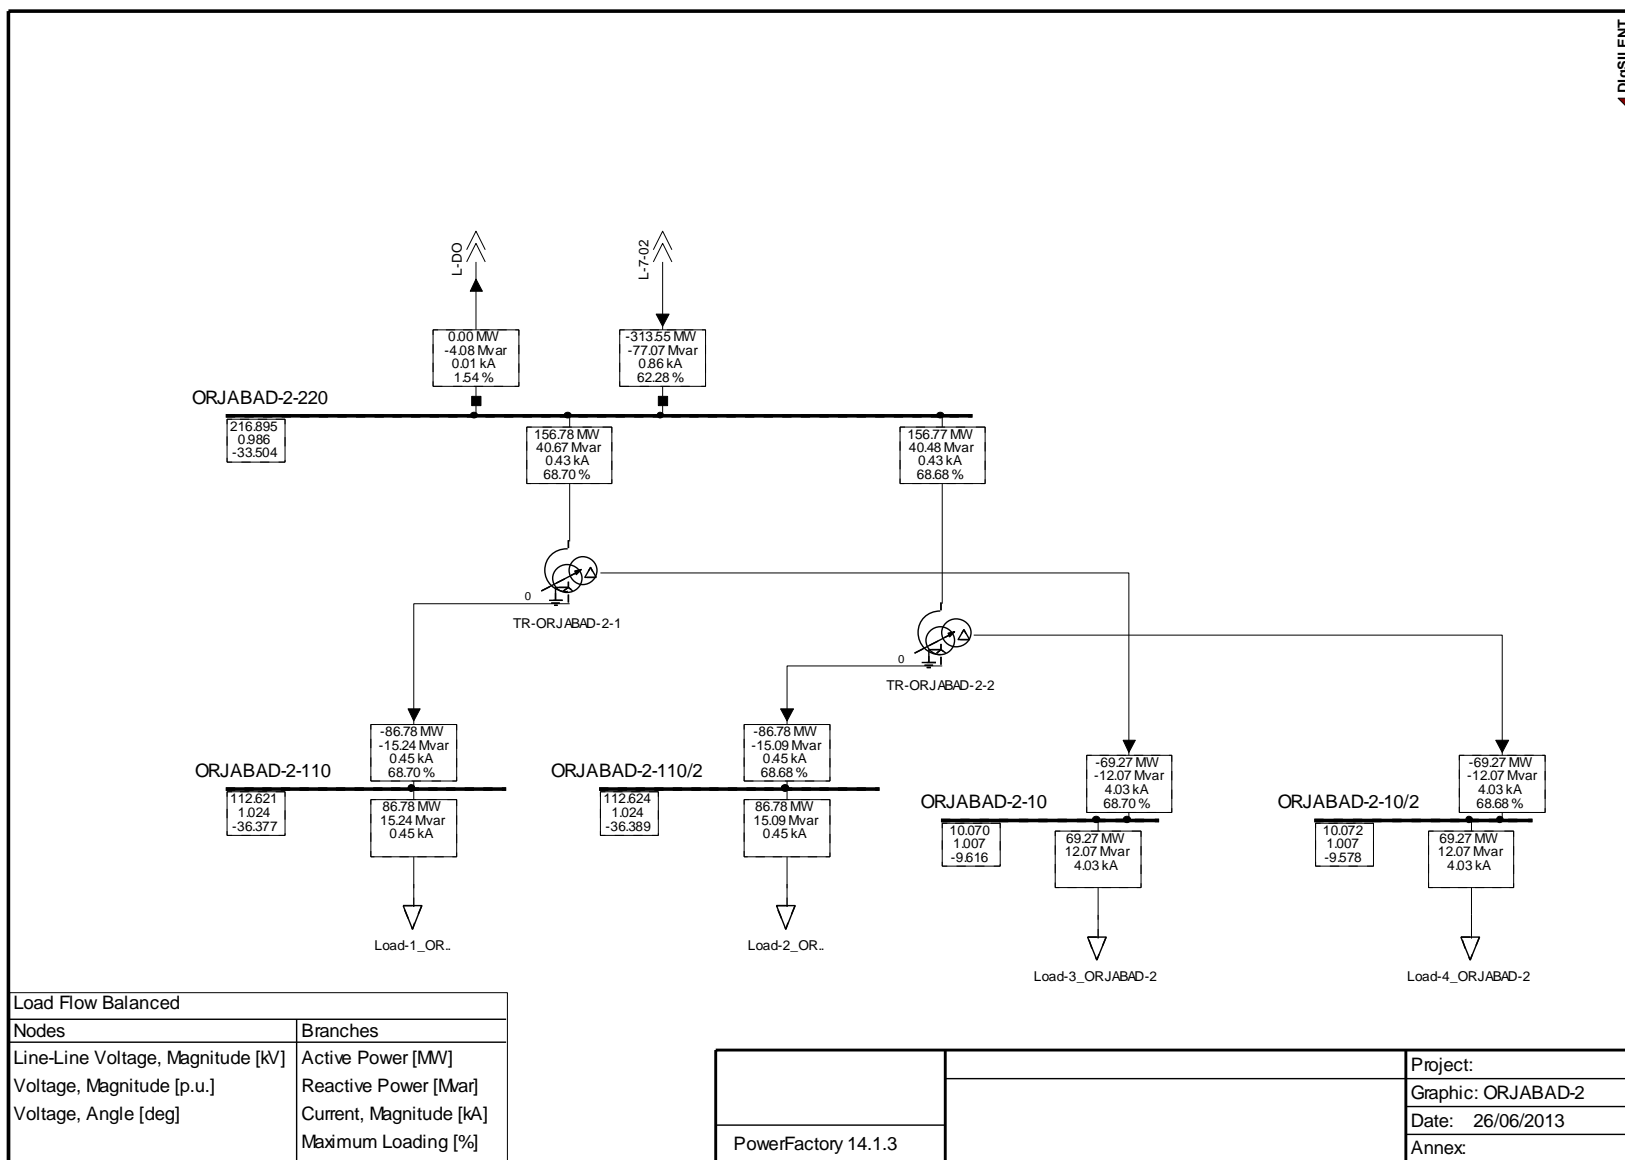 DIgSILENT
L-DO
L-7-02
0.00 MW
-4.08 Mvar
0.01 kA
1.54 %
-313.55 MW
-77.07 Mvar
0.86 kA
62.28 %
ORJABAD-2-220
216.895
0.986
-33.504
156.78 MW
40.67 Mvar
0.43 kA
68.70 %
156.77 MW
40.48 Mvar
0.43 kA
68.68 %
0
TR-ORJABAD-2-1
0
TR-ORJABAD-2-2
-86.78 MW
-15.24 Mvar
0.45 kA
68.70 %
ORJABAD-2-110
112.621
1.024
-36.377
86.78 MW
15.24 Mvar
0.45 kA
Load-1_OR..
-86.78 MW
-15.09 Mvar
0.45 kA
68.68 %
ORJABAD-2-110/2
112.624
1.024
-36.389
86.78 MW
15.09 Mvar
0.45 kA
Load-2_OR..
-69.27 MW
-12.07 Mvar
4.03 kA
68.70 %
ORJABAD-2-10
10.070
1.007
-9.616
69.27 MW
12.07 Mvar
4.03 kA
Load-3_ORJABAD-2
-69.27 MW
-12.07 Mvar
4.03 kA
68.68 %
ORJABAD-2-10/2
10.072
1.007
-9.578
69.27 MW
12.07 Mvar
4.03 kA
Load-4_ORJABAD-2
Load Flow Balanced
Nodes
Branches
Line-Line Voltage, Magnitude [kV]
Active Power [MW]
Voltage, Magnitude [p.u.]
Reactive Power [Mvar]
Voltage, Angle [deg]
Current, Magnitude [kA]
Maximum Loading [%]
PowerFactory 14.1.3
Project:
Graphic: ORJABAD-2
Date: 26/06/2013
Annex: